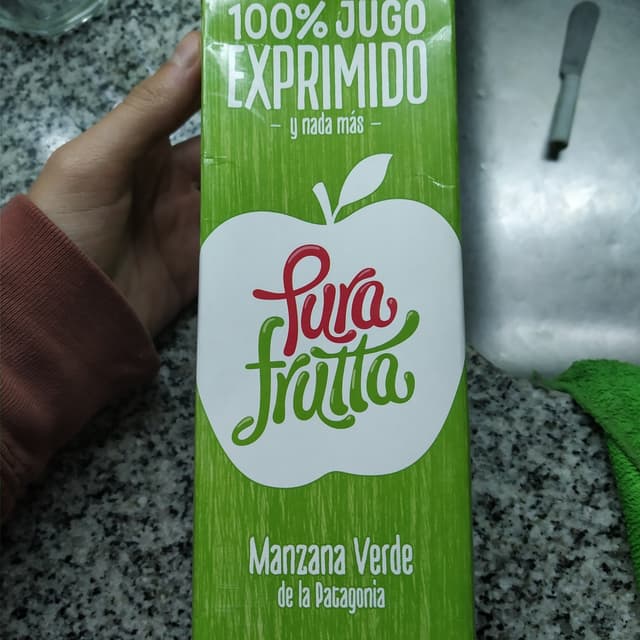 100% JUGO
EXPRIMIDO
- y nada más -
Pura
frutta
Manzana Verde
de la Patagonia